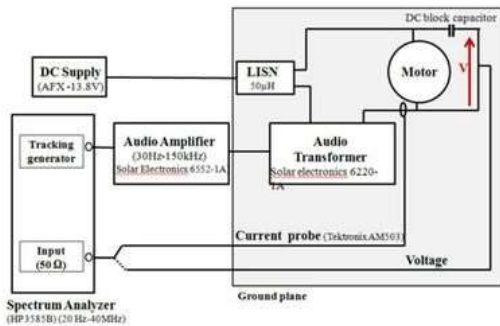 DC block capacitor
DC Supply
(AFX -13.8V)
LISN
50µH
Motor
V
Tracking
generator
Audio Amplifier
(30Hz-150kHz)
Solar Electronics 6552-1A
Audio
Transformer
Solar electronics 6220-
1A
Input
(50 Ω)
Current probe (Tektronix AM503)
Voltage
Ground plane
Spectrum Analyzer
(HP3585B) (20 Hz-40MHz)